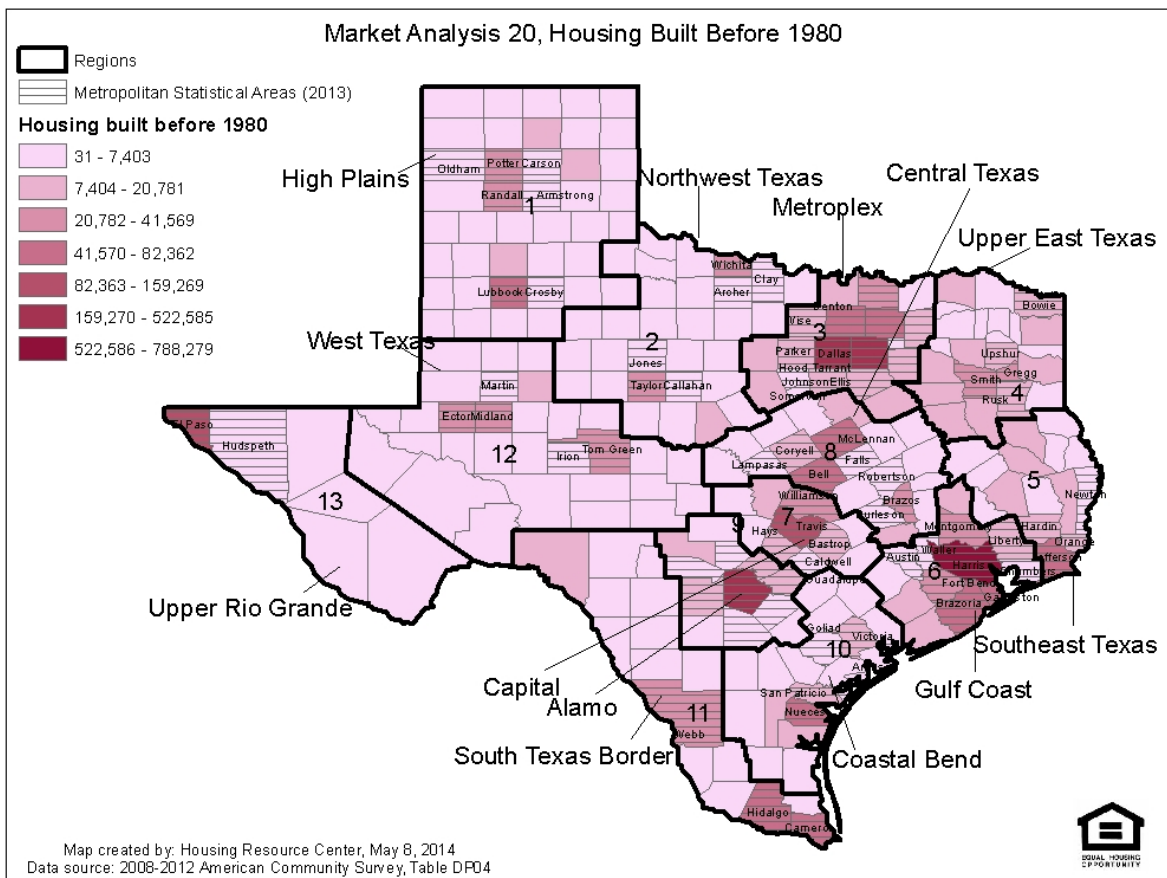 Market Analysis 20, Housing Built Before 1980
Regions
Metropolitan Statistical Areas (2013)
Housing built before 1980
31 - 7,403
7,404 - 20,781
20,782 - 41,569
41,570 - 82,362
82,363 - 159,269
159,270 - 522,585
522,586 - 788,279
High Plains
Northwest Texas
Central Texas
Metroplex
Upper East Texas
West Texas
Oldham
Potter
Carson
Randall
Armstrong
1
Lubbock
Crosby
Wichita
Clay
Archer
2
Jones
Taylor
Callahan
Denton
Wise
3
Parker
Dallas
Hood
Tarrant
Johnson
Ellis
Somervell
Bowie
Upshur
Gregg
Smith
Rusk
4
Martin
Ector
Midland
12
Irion
Tom Green
El Paso
Hudspeth
13
McLennan
8
Coryell
Falls
Lampasas
Bell
Robertson
Brazos
Burleson
5
Newton
Hardin
Orange
Jefferson
Williamson
7
Travis
9
Hays
Bastrop
Caldwell
Guadalupe
Montgomery
Liberty
Austin
Waller
6
Harris
Chambers
Fort Bend
Galveston
Brazoria
Goliad
Victoria
10
San Patricio
Nueces
11
Webb
Hidalgo
Cameron
Upper Rio Grande
Capital
Alamo
South Texas Border
Coastal Bend
Gulf Coast
Southeast Texas
Map created by: Housing Resource Center, May 8, 2014
Data source: 2008-2012 American Community Survey, Table DP04
EQUAL HOUSING
OPPORTUNITY